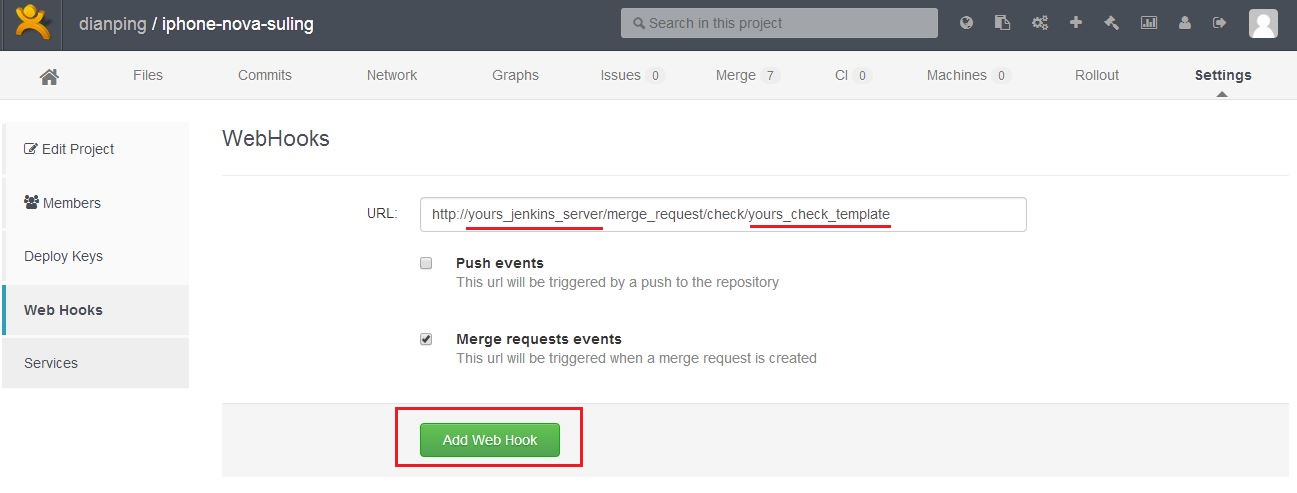 dianping / iphone-nova-suling
Search in this project
Files Commits Network Graphs Issues 0 Merge 7 CI 0 Machines 0 Rollout Settings
Edit Project
Members
Deploy Keys
Web Hooks
Services
WebHooks
URL: http://yours_jenkins_server/merge_request/check/yours_check_template
Push events
This url will be triggered by a push to the repository
Merge requests events
This url will be triggered when a merge request is created
Add Web Hook